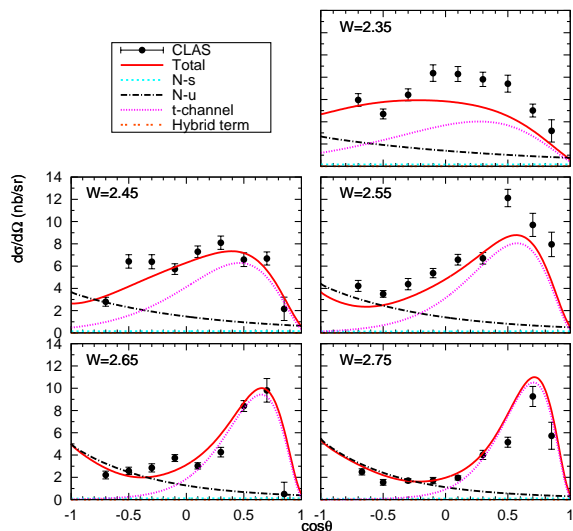 CLAS
Total
N-s
N-u
t-channel
Hybrid term
W=2.35
dσ/dΩ (nb/sr)
14
12
10
8
6
4
2
0
W=2.45
W=2.55
14
12
10
8
6
4
2
0
W=2.65
W=2.75
-1 -0.5 0 0.5 1
-1 -0.5 0 0.5 1
cosθ